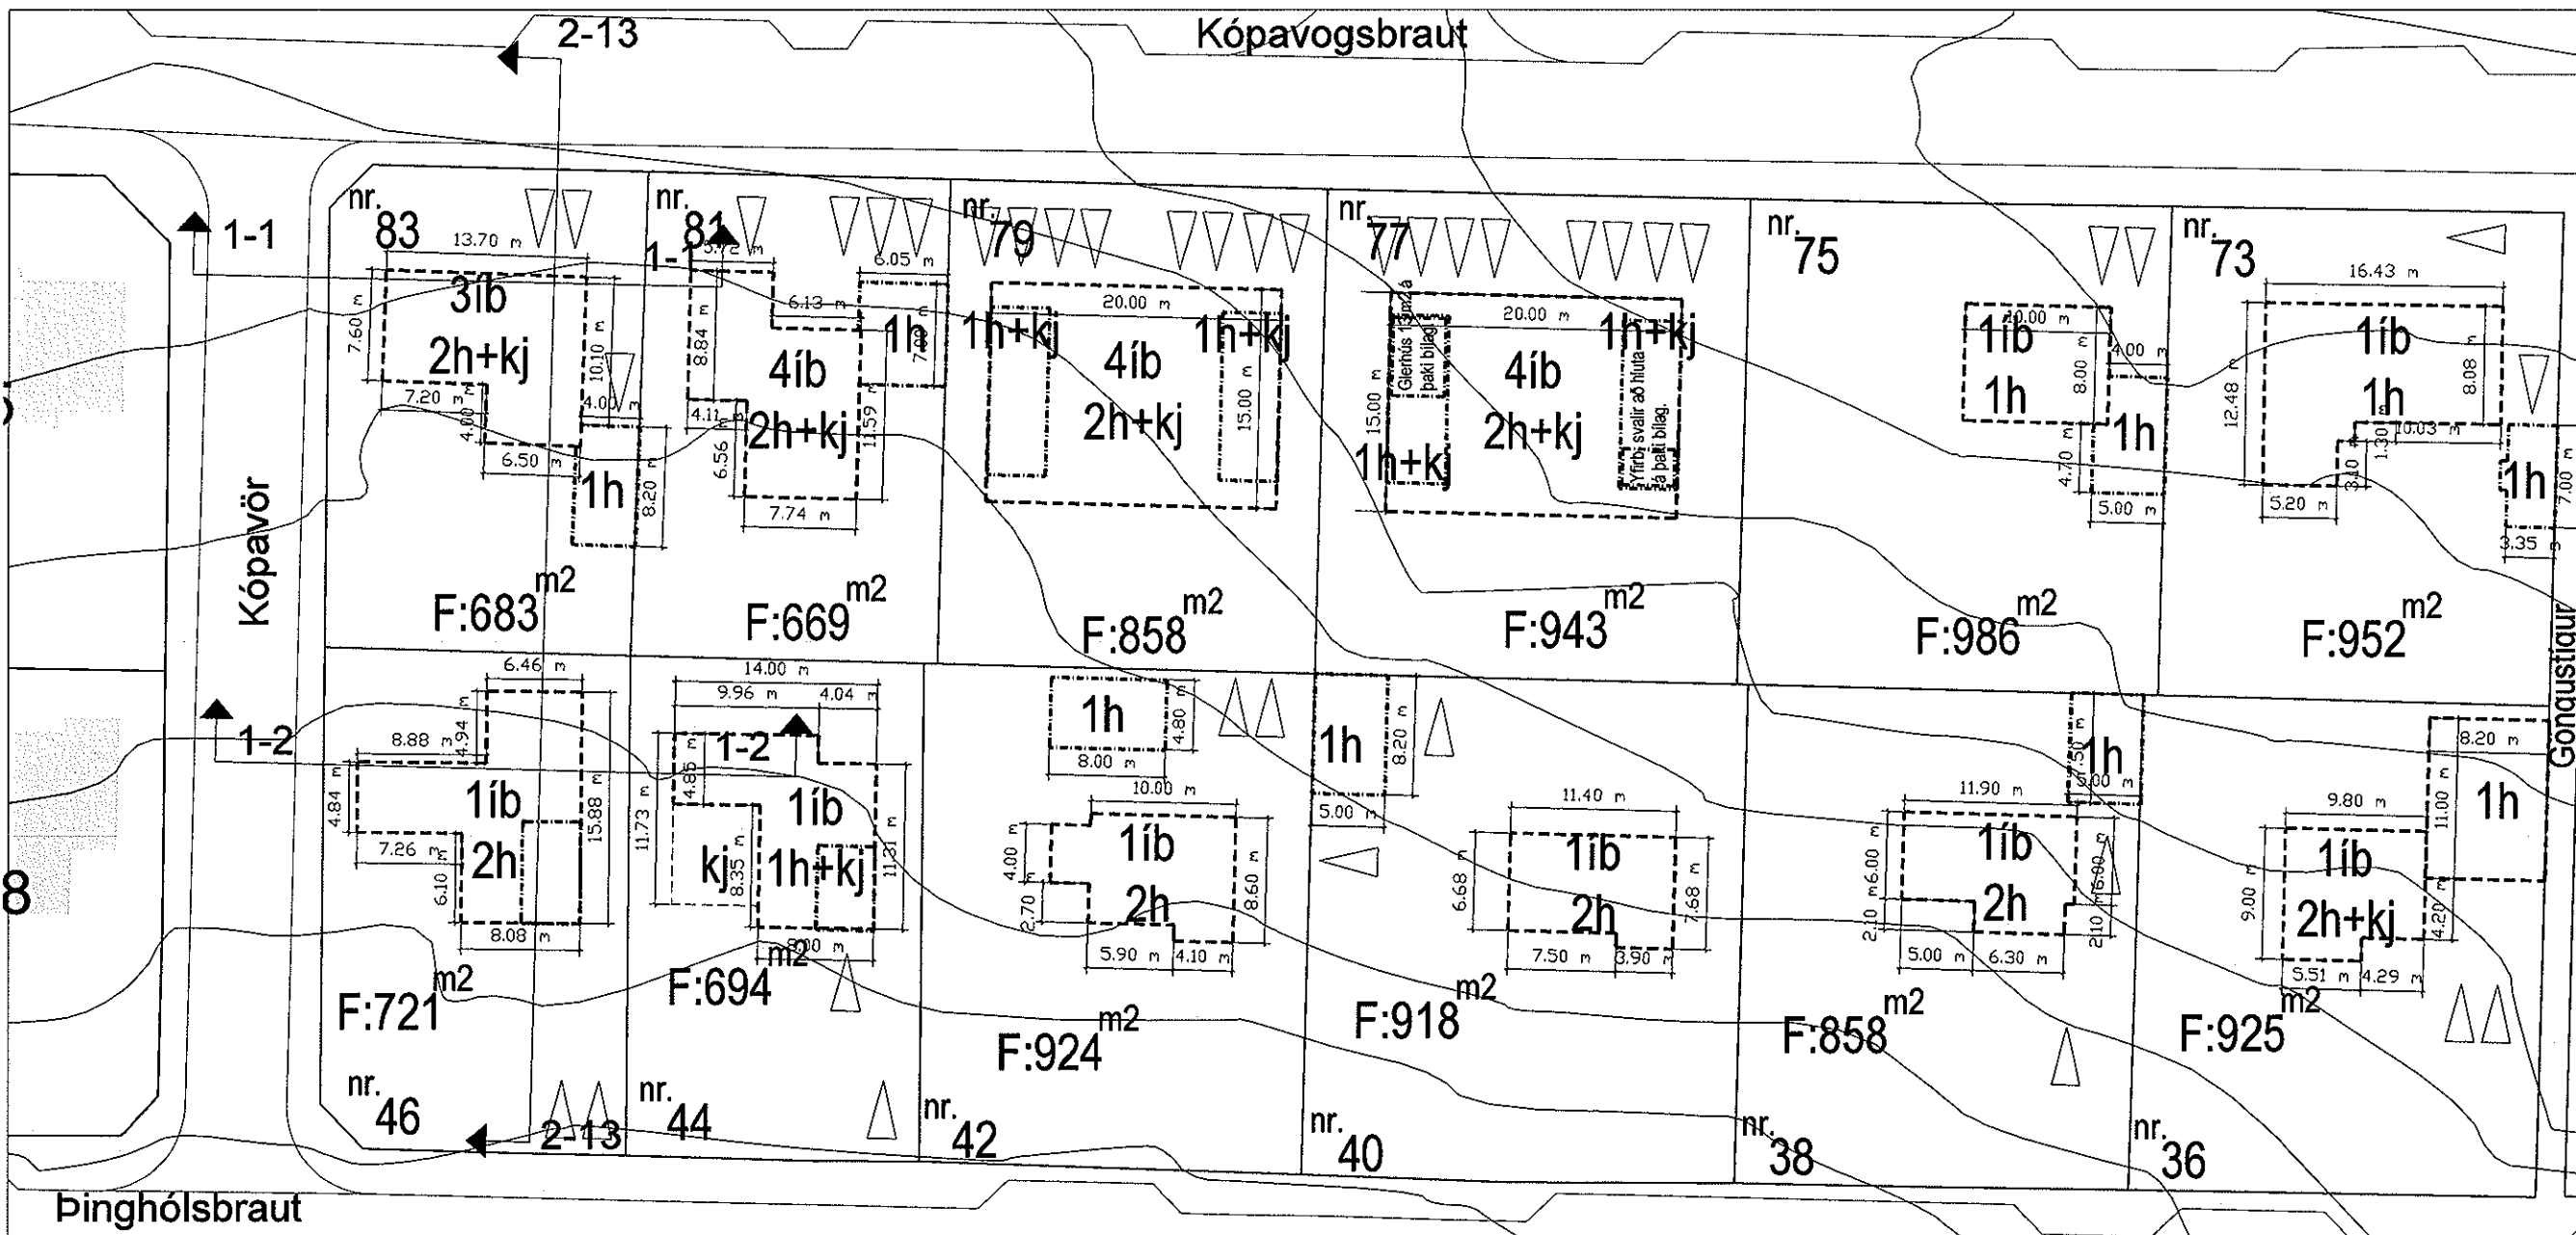 2-13
Kópavogsbraut
1-1
Kópavör
nr.
83
13.70 m
7.60 m
3íb
2h+kj
10.10 m
7.20 m
4.00 m
6.50 m
4.00 m
1h
8.20 m
F:683 m2
nr.
81
1-1
6.13 m
6.05 m
8.84 m
4íb
2h+kj
1h
7.00 m
4.11 m
6.56 m
11.59 m
7.74 m
F:669 m2
nr.
79
20.00 m
1h+kj
1h+kj
4íb
2h+kj
15.00 m
F:858 m2
nr.
77
20.00 m
Glerhús 13m2 á
þaki bílag.
1h+kj
4íb
2h+kj
15.00 m
Yfirb. svalir að hluta
á þaki bílag.
F:943 m2
nr.
75
10.00 m
1íb
1h
8.00 m
4.00 m
1h
4.70 m
5.00 m
F:986 m2
nr.
73
16.43 m
1íb
1h
12.48 m
8.08 m
1.30 m
10.03 m
3.10 m
5.20 m
1h
7.00 m
3.35 m
F:952 m2
Göngustígur
1-2
6.46 m
8.88 m
4.94 m
4.84 m
1íb
2h
15.88 m
7.26 m
6.10 m
8.08 m
F:721 m2
nr.
46
2-13
14.00 m
9.96 m
4.04 m
1-2
4.85 m
11.73 m
1íb
kj
1h+kj
8.35 m
11.31 m
8.00 m
F:694 m2
nr.
44
1h
4.80 m
8.00 m
10.00 m
4.00 m
1íb
2h
8.60 m
2.70 m
5.90 m
4.10 m
F:924 m2
nr.
42
1h
8.20 m
5.00 m
11.40 m
6.68 m
1íb
2h
7.68 m
7.50 m
3.90 m
F:918 m2
nr.
40
1h
7.50 m
5.00 m
11.90 m
6.00 m
1íb
2h
6.00 m
2.10 m
2.10 m
5.00 m
6.30 m
F:858 m2
nr.
38
8.20 m
1h
11.00 m
9.80 m
9.00 m
1íb
2h+kj
4.20 m
5.51 m
4.29 m
F:925 m2
nr.
36
8
Þinghólsbraut